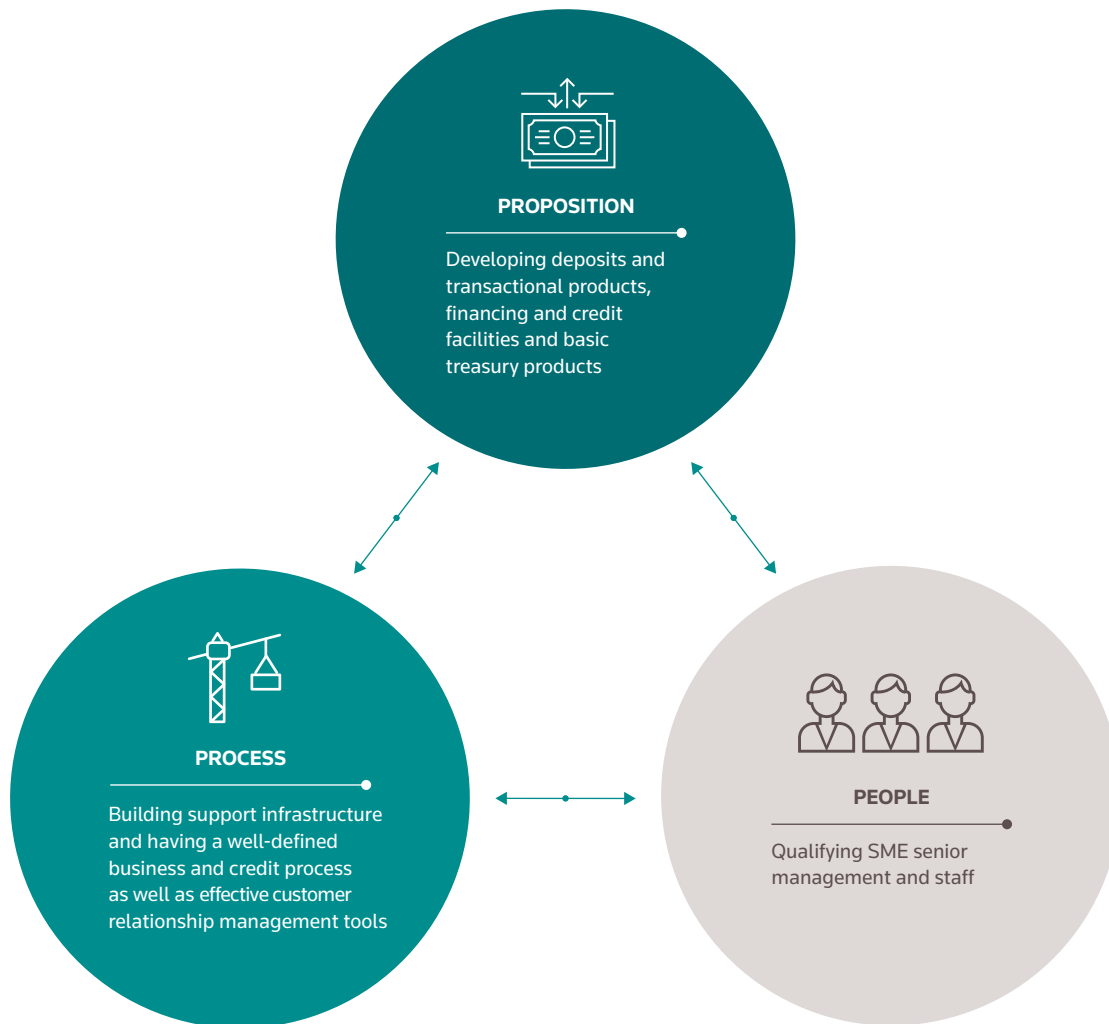 PROPOSITION
Developing deposits and
transactional products,
financing and credit
facilities and basic
treasury products
PROCESS
Building support infrastructure
and having a well-defined
business and credit process
as well as effective customer
relationship management tools
PEOPLE
Qualifying SME senior
management and staff